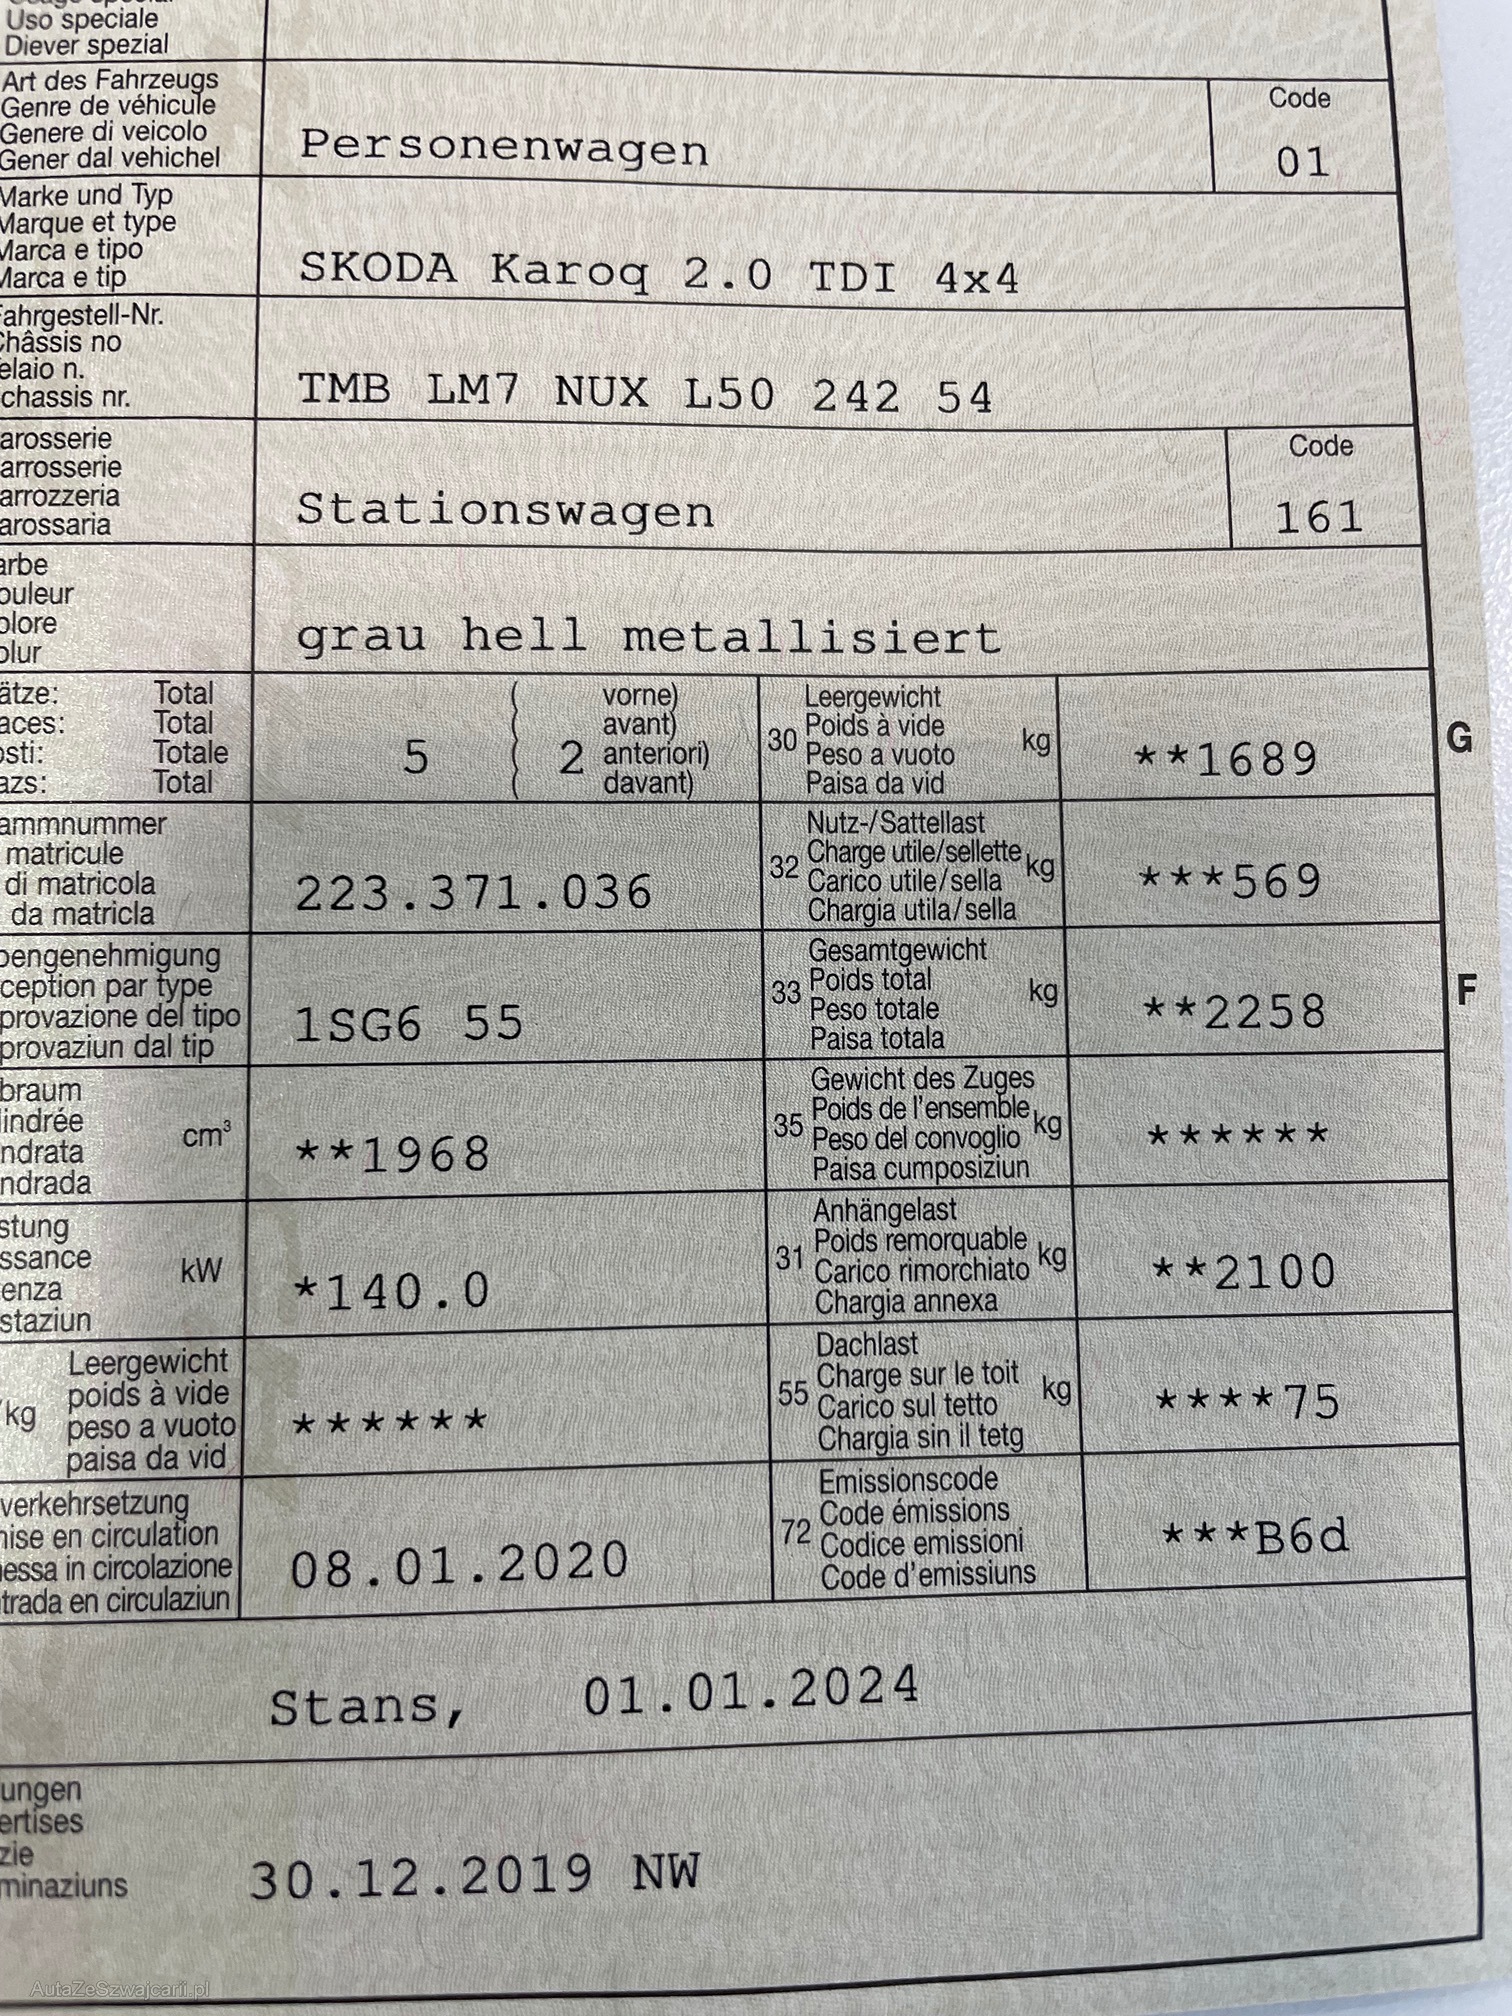 Uso speciale
Diever spezial
Art des Fahrzeugs
Genre de véhicule
Genere di veicolo
Gener dal vehichel
Personenwagen
Code
01
Marke und Typ
Marque et type
Marca e tipo
Marca e tip
SKODA Karoq 2.0 TDI 4x4
ahrgestell-Nr.
hâssis no
elaio n.
chassis nr.
TMB LM7 NUX L50 242 54
arosserie
arrosserie
arrozzeria
arossaria
Stationswagen
Code
161
arbe
ouleur
olore
olur
grau hell metallisiert
ätze: Total
aces: Total
osti: Totale
azs: Total
5
2
vorne)
avant)
anteriori)
davant)
30
Leergewicht
Poids à vide
Peso a vuoto
Paisa da vid
kg
**1689
G
ammnummer
matricule
di matricola
da matricla
223.371.036
32
Nutz-/Sattellast
Charge utile/sellette
Carico utile/sella
Chargia utila/sella
kg
***569
pengenehmigung
ception par type
provazione del tipo
provaziun dal tip
1SG6 55
33
Gesamtgewicht
Poids total
Peso totale
Paisa totala
kg
**2258
F
braum
lindrée
ndrata
ndrada
cm³
**1968
35
Gewicht des Zuges
Poids de l'ensemble
Peso del convoglio
Paisa cumposiziun
kg
******
stung
ssance
enza
staziun
kW
*140.0
31
Anhängelast
Poids remorquable
Carico rimorchiato
Chargia annexa
kg
**2100
/kg
Leergewicht
poids à vide
peso a vuoto
paisa da vid
******
55
Dachlast
Charge sur le toit
Carico sul tetto
Chargia sin il tetg
kg
****75
verkehrsetzung
mise en circulation
essa in circolazione
trada en circulaziun
08.01.2020
72
Emissionscode
Code émissions
Codice emissioni
Code d'emissiuns
***B6d
Stans, 01.01.2024
ungen
ertises
zie
minaziuns
30.12.2019 NW
AutaZeSzwajcarii.pl